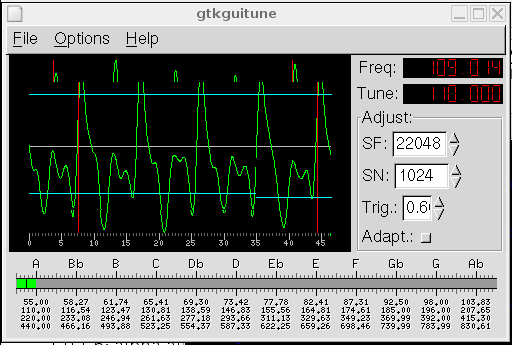 gtkguitune
File Options Help
Freq: 109.014
Tune: 110.000
Adjust:
SF: 22048
SN: 1024
Trig.: 0.6
Adapt.:
0 5 10 15 20 25 30 35 40 45
A Bb B C Db D Eb E F Gb G Ab
55.00 58.27 61.74 65.41 69.30 73.42 77.78 82.41 87.31 92.50 98.00 103.83
110.00 116.54 123.47 130.81 138.59 146.83 155.56 164.81 174.61 185.00 196.00 207.65
220.00 233.08 246.94 261.63 277.18 293.66 311.13 329.63 349.23 369.99 392.00 415.30
440.00 466.16 493.88 523.25 554.37 587.33 622.25 659.26 698.46 739.99 783.99 830.61